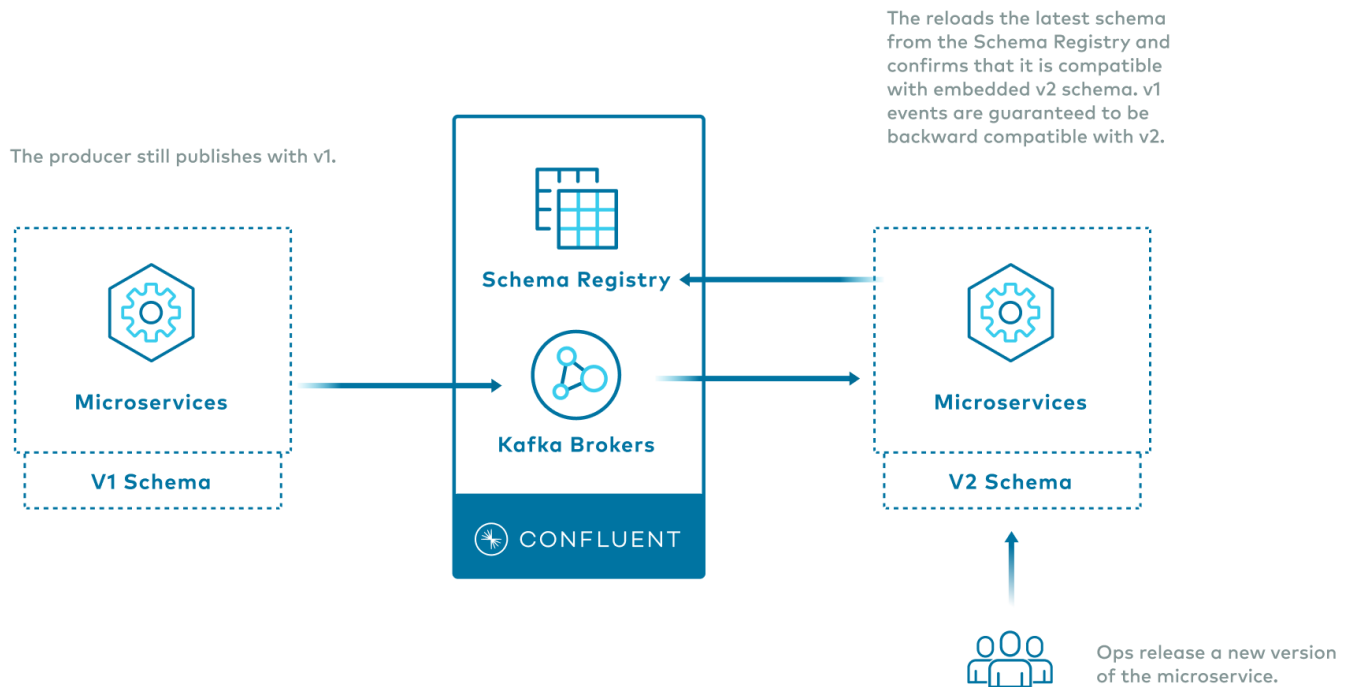 The reloads the latest schema
from the Schema Registry and
confirms that it is compatible
with embedded v2 schema. v1
events are guaranteed to be
backward compatible with v2.
The producer still publishes with v1.
Schema Registry
Microservices
Microservices
Kafka Brokers
V1 Schema
V2 Schema
CONFLUENT
Ops release a new version
of the microservice.